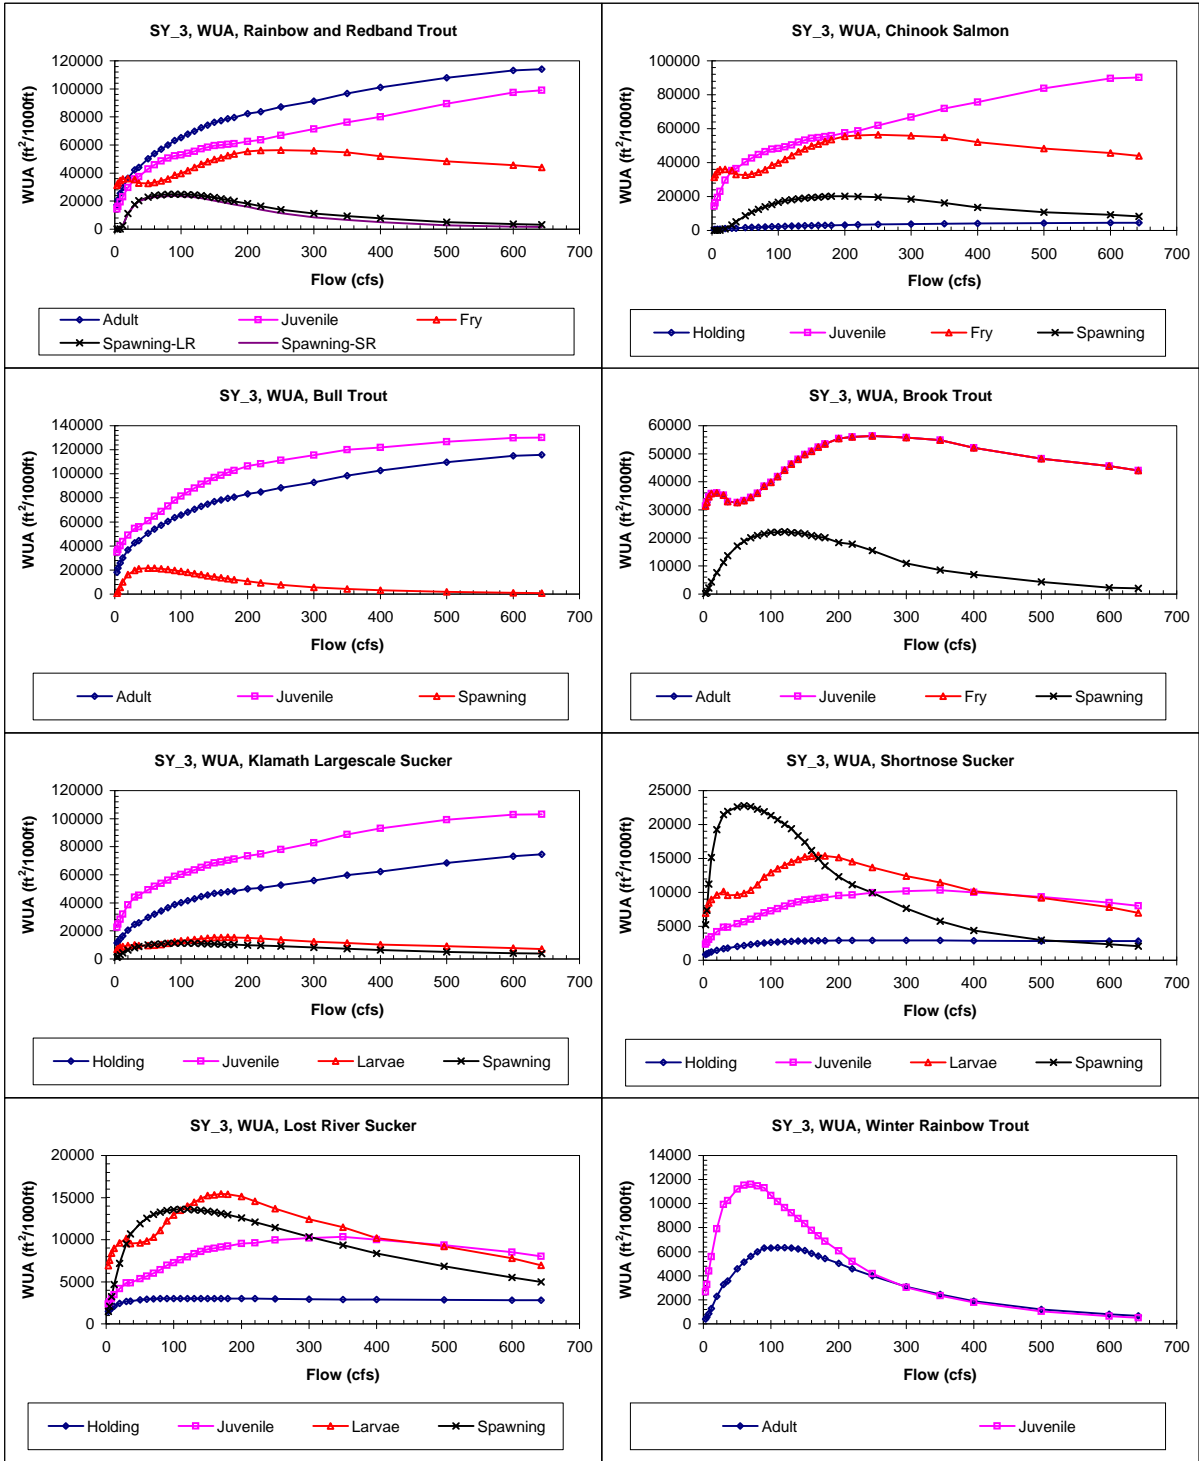 SY_3, WUA, Rainbow and Redband Trout
WUA (ft²/1000ft)
120000
100000
80000
60000
40000
20000
0
0 100 200 300 400 500 600 700
Flow (cfs)
Adult Juvenile Fry
Spawning-LR Spawning-SR
SY_3, WUA, Chinook Salmon
WUA (ft²/1000ft)
100000
80000
60000
40000
20000
0
0 100 200 300 400 500 600 700
Flow (cfs)
Holding Juvenile Fry Spawning
SY_3, WUA, Bull Trout
WUA (ft²/1000ft)
140000
120000
100000
80000
60000
40000
20000
0
0 100 200 300 400 500 600 700
Flow (cfs)
Adult Juvenile Spawning
SY_3, WUA, Brook Trout
WUA (ft²/1000ft)
60000
50000
40000
30000
20000
10000
0
0 100 200 300 400 500 600 700
Flow (cfs)
Adult Juvenile Fry Spawning
SY_3, WUA, Klamath Largescale Sucker
WUA (ft²/1000ft)
120000
100000
80000
60000
40000
20000
0
0 100 200 300 400 500 600 700
Flow (cfs)
Holding Juvenile Larvae Spawning
SY_3, WUA, Shortnose Sucker
WUA (ft²/1000ft)
25000
20000
15000
10000
5000
0
0 100 200 300 400 500 600 700
Flow (cfs)
Holding Juvenile Larvae Spawning
SY_3, WUA, Lost River Sucker
WUA (ft²/1000ft)
20000
15000
10000
5000
0
0 100 200 300 400 500 600 700
Flow (cfs)
Holding Juvenile Larvae Spawning
SY_3, WUA, Winter Rainbow Trout
WUA (ft²/1000ft)
14000
12000
10000
8000
6000
4000
2000
0
0 100 200 300 400 500 600 700
Flow (cfs)
Adult Juvenile